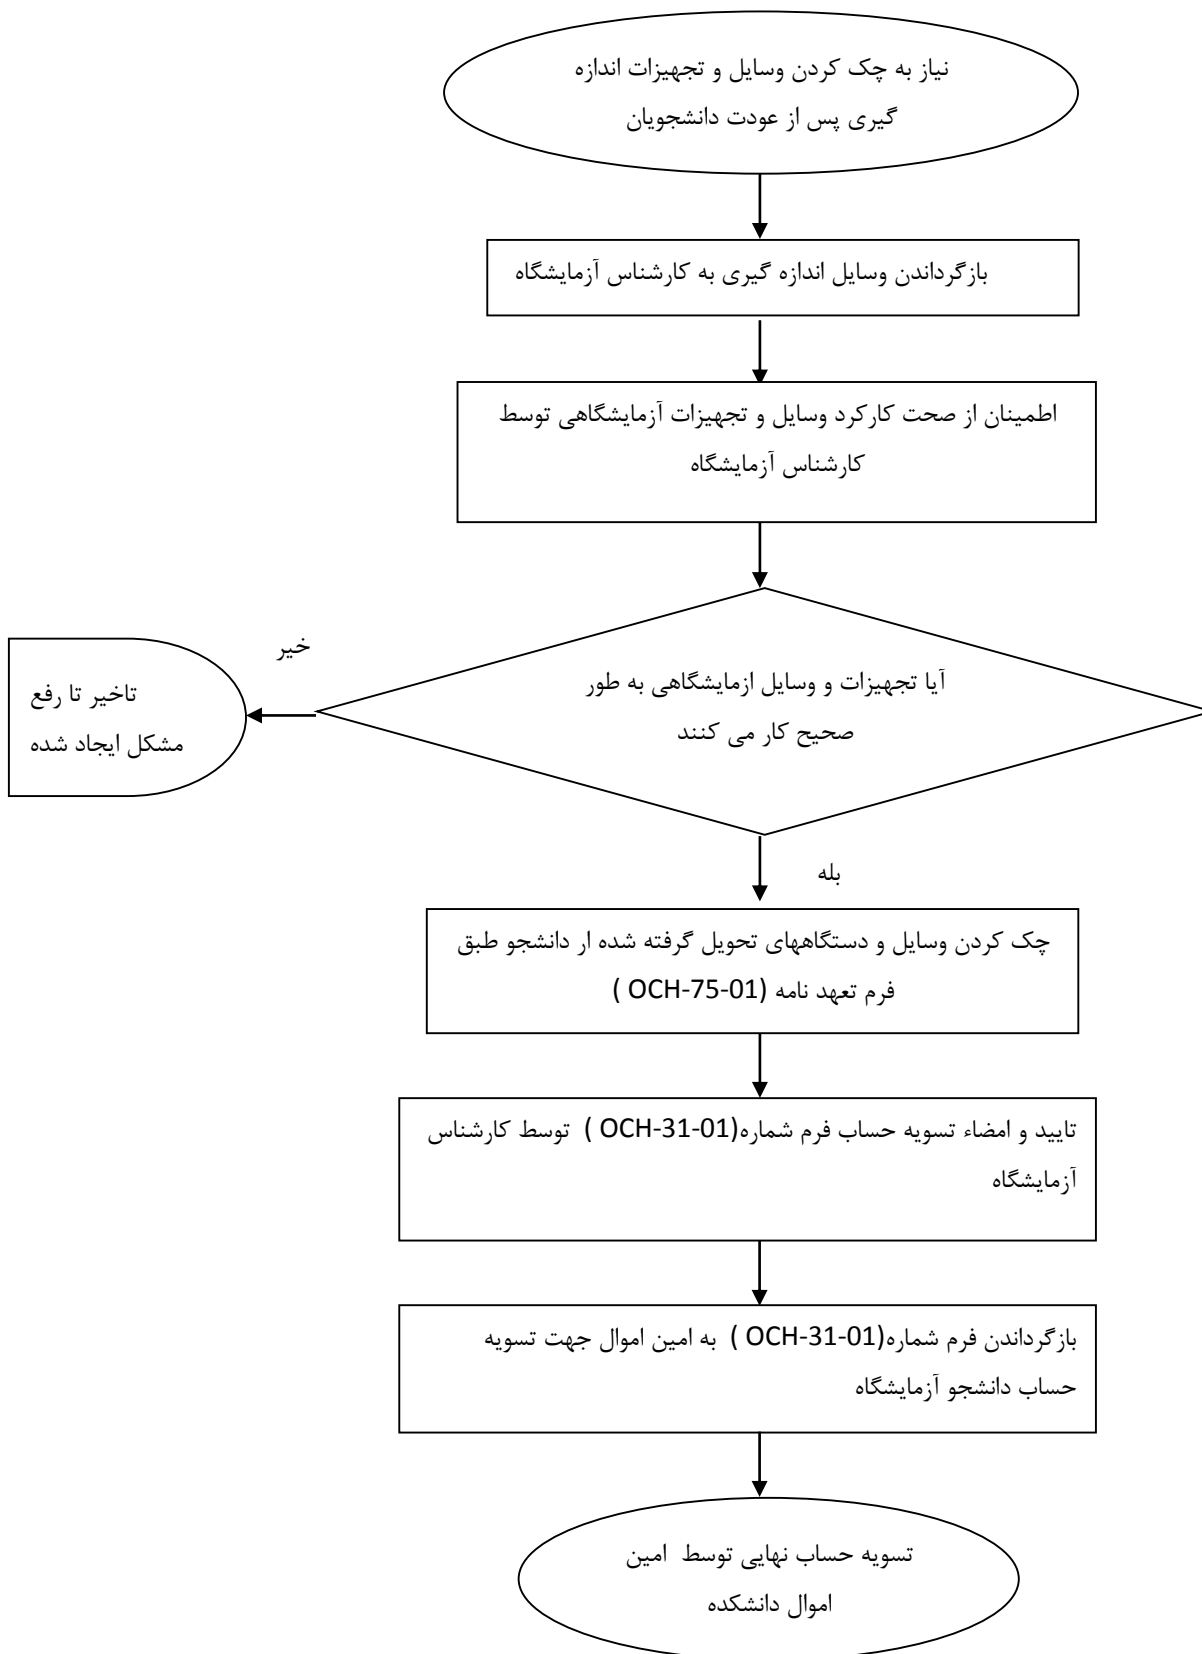 نیاز به چک کردن وسایل و تجهیزات اندازه
گیری پس از عودت دانشجویان
بازگرداندن وسایل اندازه گیری به کارشناس آزمایشگاه
اطمینان از صحت کارکرد وسایل و تجهیزات آزمایشگاهی توسط
کارشناس آزمایشگاه
آیا تجهیزات و وسایل ازمایشگاهی به طور
صحیح کار می کنند
خیر
تاخیر تا رفع
مشکل ایجاد شده
بله
چک کردن وسایل و دستگاههای تحویل گرفته شده ار دانشجو طبق
فرم تعهد نامه (OCH-75-01 )
تایید و امضاء تسویه حساب فرم شماره(OCH-31-01 ) توسط کارشناس
آزمایشگاه
بازگرداندن فرم شماره(OCH-31-01 ) به امین اموال جهت تسویه
حساب دانشجو آزمایشگاه
تسویه حساب نهایی توسط امین
اموال دانشکده